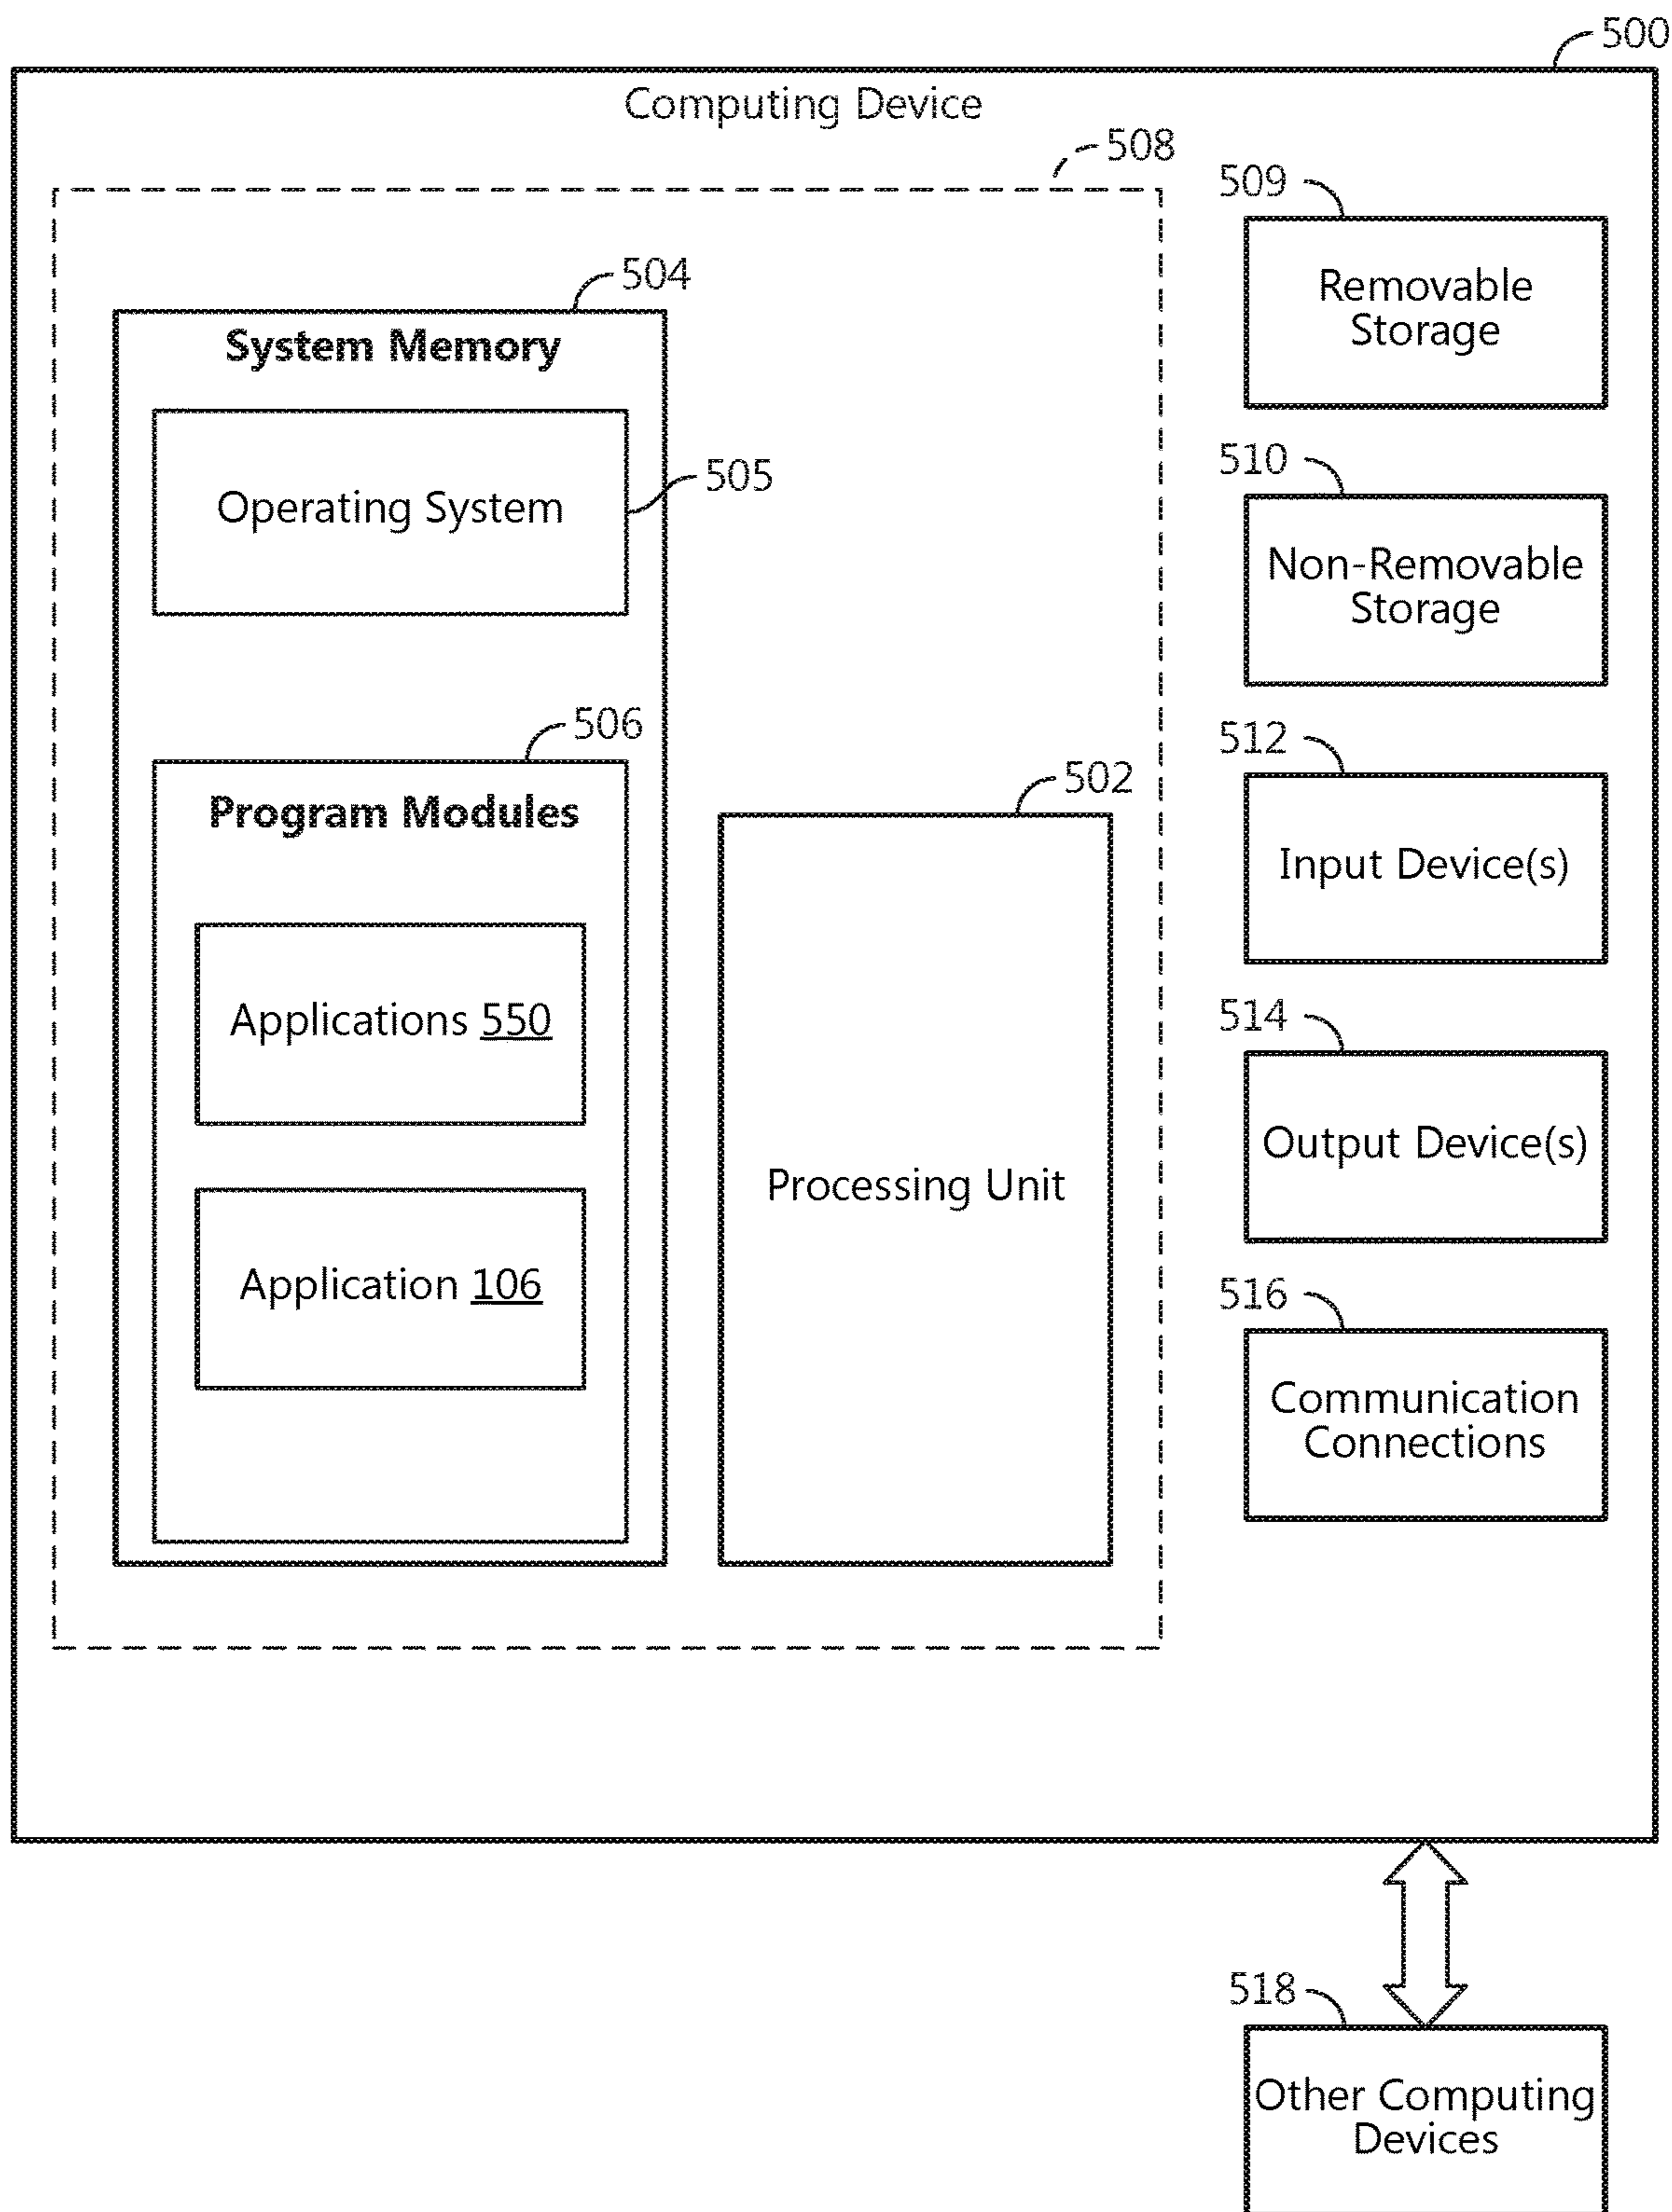 500
Computing Device
508
509
Removable
Storage
504
System Memory
Operating System
505
510
Non-Removable
Storage
506
Program Modules
502
512
Input Device(s)
Applications 550
Processing Unit
514
Output Device(s)
Application 106
516
Communication
Connections
518
Other Computing
Devices